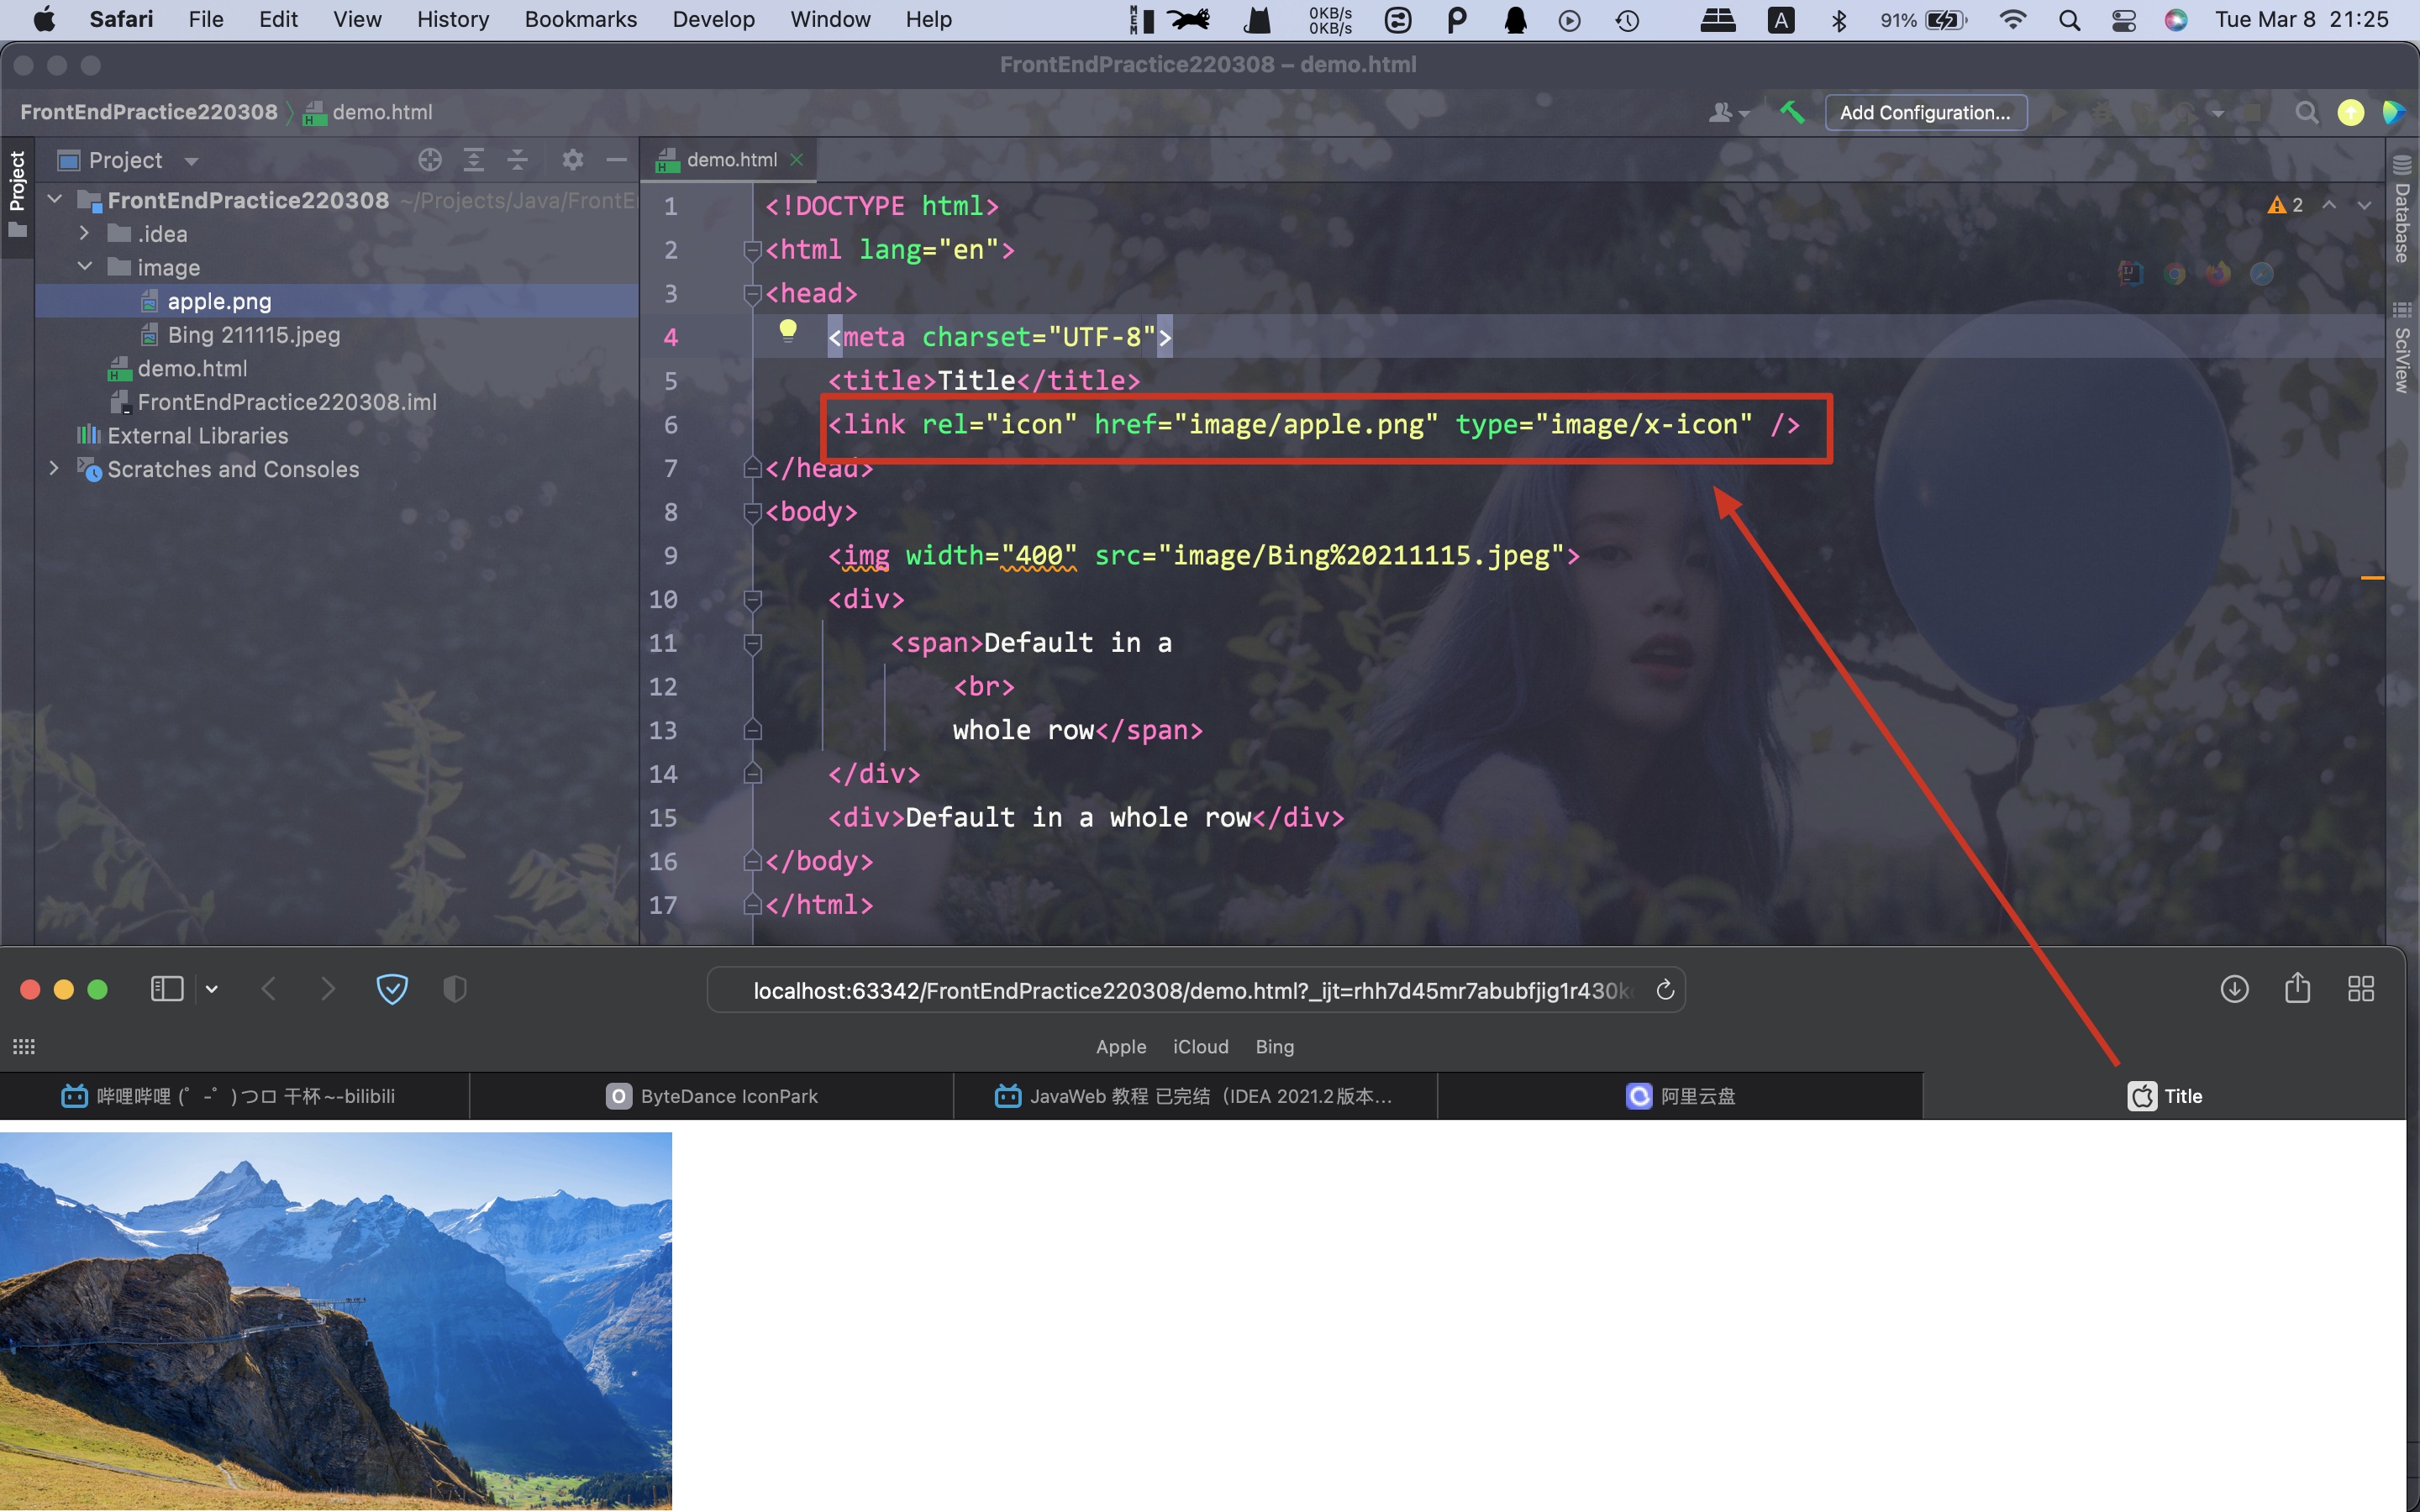 Safari File Edit View History Bookmarks Develop Window Help MEM 0KB/s 0KB/s A 91% Tue Mar 8 21:25
FrontEndPractice220308 – demo.html
FrontEndPractice220308 demo.html Add Configuration...
Project Project demo.html
FrontEndPractice220308 ~/Projects/Java/FrontE
.idea
image
apple.png
Bing 211115.jpeg
demo.html
FrontEndPractice220308.iml
External Libraries
Scratches and Consoles
2
Database
SciView
1 <!DOCTYPE html>
2 <html lang="en">
3 <head>
4 <meta charset="UTF-8">
5 <title>Title</title>
6 <link rel="icon" href="image/apple.png" type="image/x-icon" />
7 </head>
8 <body>
9 <img width="400" src="image/Bing%20211115.jpeg">
10 <div>
11 <span>Default in a
12 <br>
13 whole row</span>
14 </div>
15 <div>Default in a whole row</div>
16 </body>
17 </html>
localhost:63342/FrontEndPractice220308/demo.html?_ijt=rhh7d45mr7abubfjig1r430k
Apple iCloud Bing
哔哩哔哩 (゜-゜)つロ 干杯~-bilibili O ByteDance IconPark JavaWeb 教程 已完结（IDEA 2021.2版本... 阿里云盘 Title